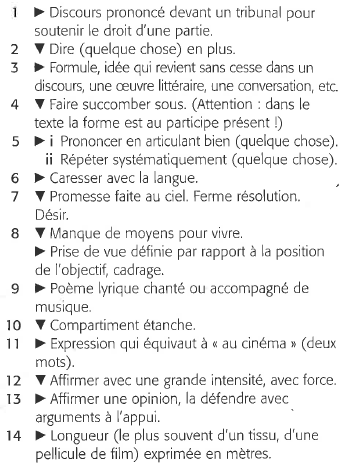 1 ► Discours prononcé devant un tribunal pour
soutenir le droit d'une partie.
2 ▼ Dire (quelque chose) en plus.
3 ► Formule, idée qui revient sans cesse dans un
discours, une œuvre littéraire, une conversation, etc.
4 ▼ Faire succomber sous. (Attention : dans le
texte la forme est au participe présent !)
5 ► i Prononcer en articulant bien (quelque chose).
ii Répéter systématiquement (quelque chose).
6 ► Caresser avec la langue.
7 ▼ Promesse faite au ciel. Ferme résolution.
Désir.
8 ▼ Manque de moyens pour vivre.
► Prise de vue définie par rapport à la position
de l'objectif, cadrage.
9 ► Poème lyrique chanté ou accompagné de
musique.
10 ▼ Compartiment étanche.
11 ► Expression qui équivaut à « au cinéma » (deux
mots).
12 ▼ Affirmer avec une grande intensité, avec force.
13 ► Affirmer une opinion, la défendre avec
arguments à l'appui.
14 ► Longueur (le plus souvent d'un tissu, d'une
pellicule de film) exprimée en mètres.